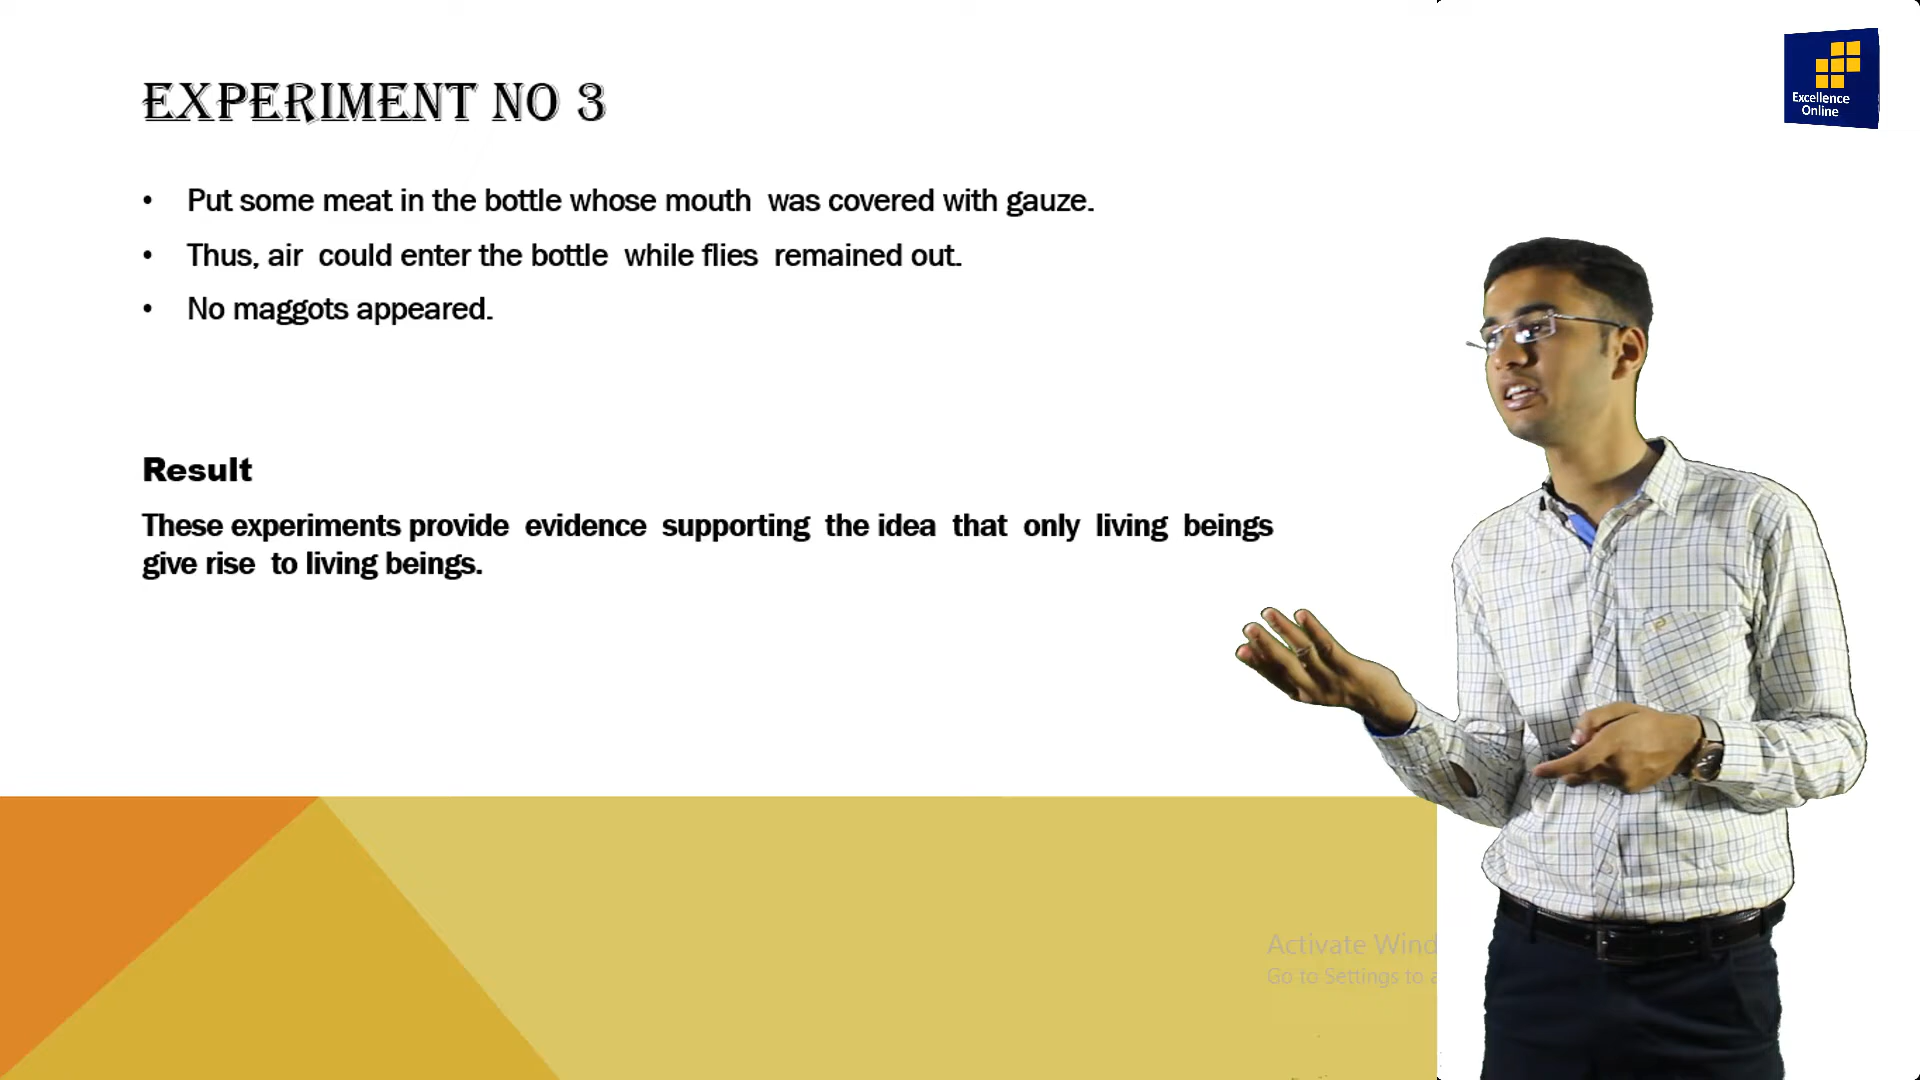 EXPERIMENT NO 3
Excellence
Online
• Put some meat in the bottle whose mouth was covered with gauze.
• Thus, air could enter the bottle while flies remained out.
• No maggots appeared.
Result
These experiments provide evidence supporting the idea that only living beings
give rise to living beings.
Activate Wind
Go to Settings to a